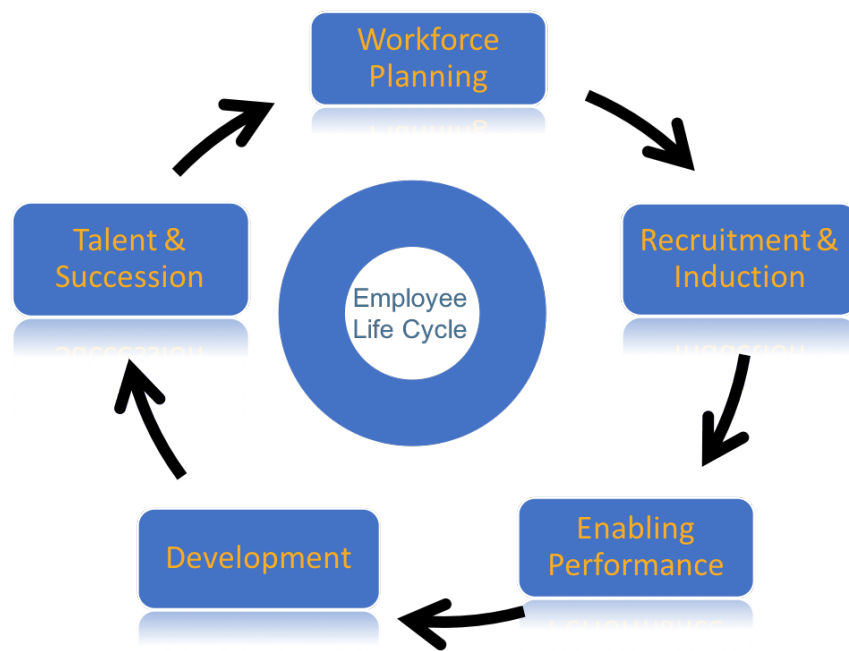 Workforce
Planning
Recruitment &
Induction
Enabling
Performance
Development
Talent &
Succession
Employee
Life Cycle